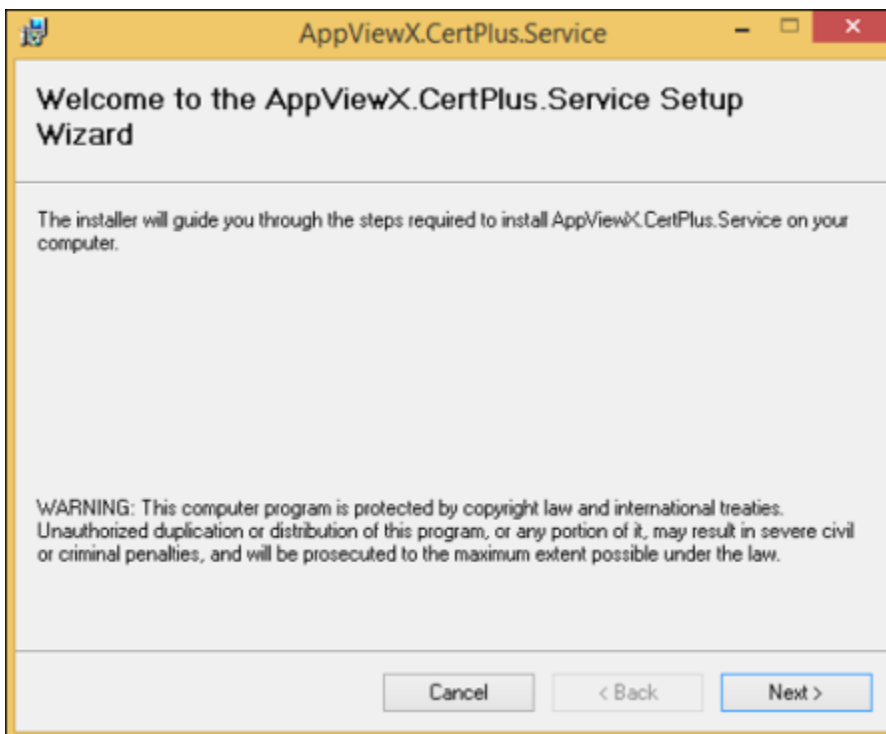 AppViewX.CertPlus.Service
Welcome to the AppViewX.CertPlus.Service Setup
Wizard
The installer will guide you through the steps required to install AppViewX.CertPlus.Service on your
computer.
WARNING: This computer program is protected by copyright law and international treaties.
Unauthorized duplication or distribution of this program, or any portion of it, may result in severe civil
or criminal penalties, and will be prosecuted to the maximum extent possible under the law.
Cancel
< Back
Next >